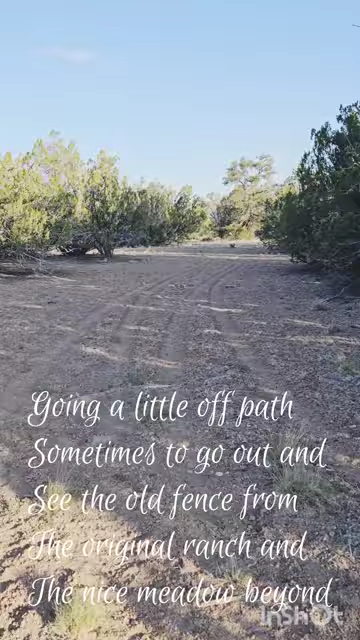 Going a little off path
Sometimes to go out and
See the old fence from
The original ranch and
The nice meadow beyond
InShOt